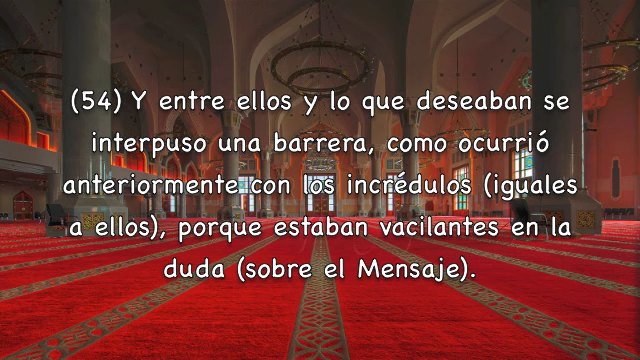 (54) Y entre ellos y lo que deseaban se
interpuso una barrera, como ocurrió
anteriormente con los incrédulos (iguales
a ellos), porque estaban vacilantes en la
duda (sobre el Mensaje).